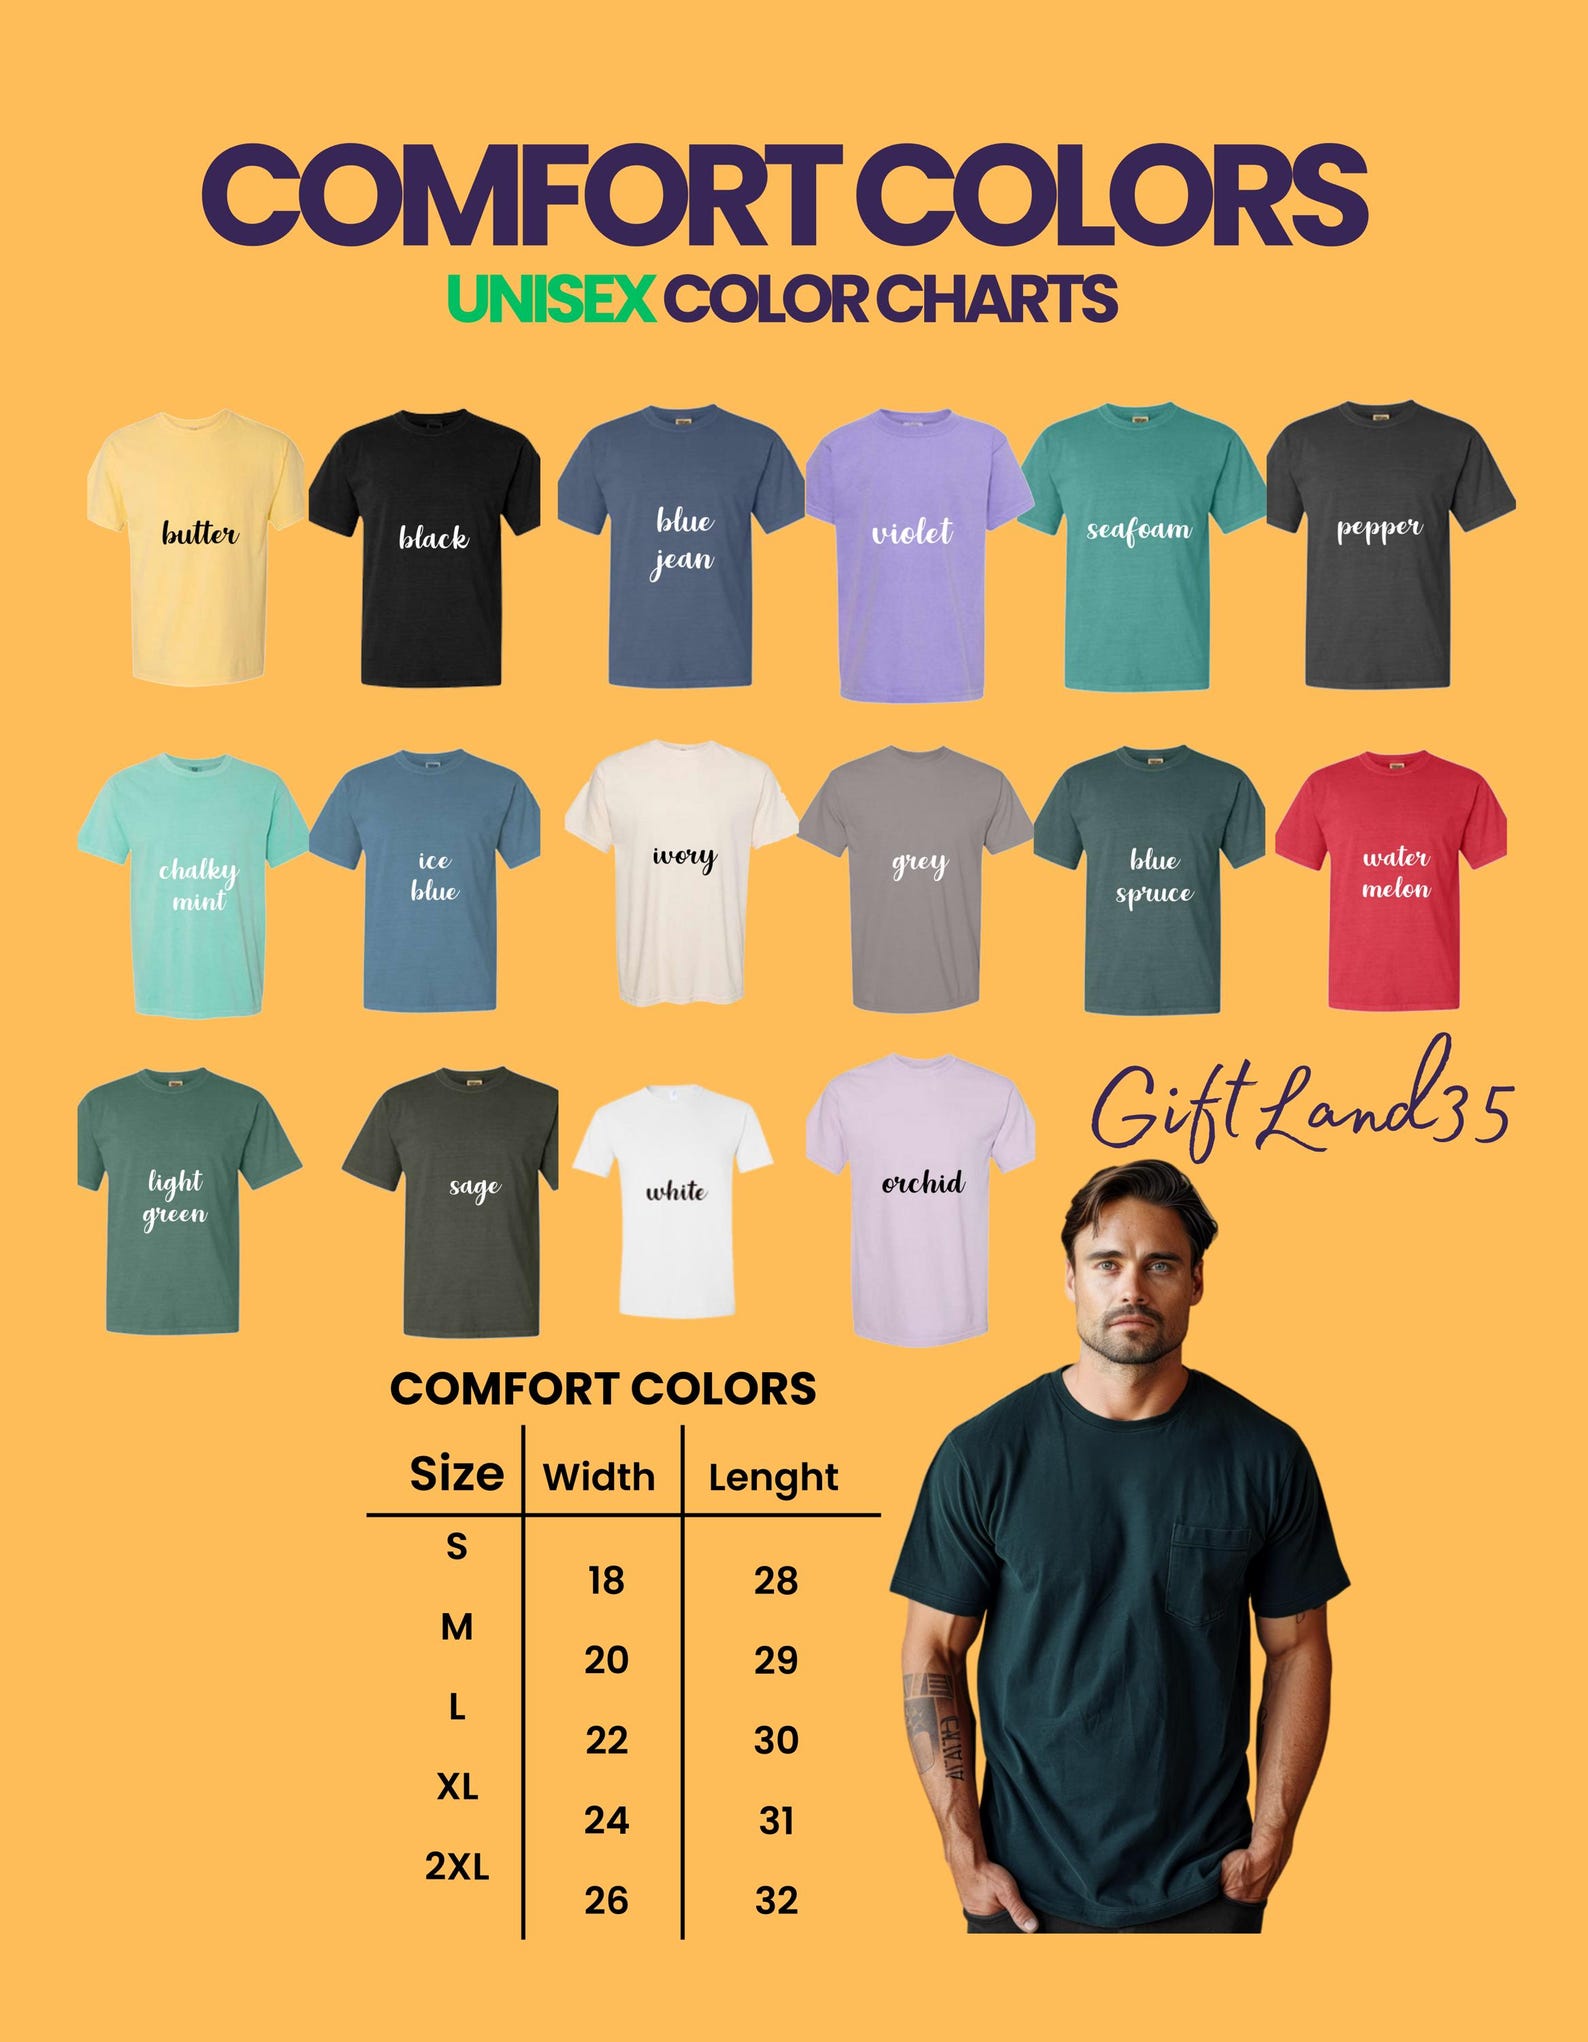 COMFORT COLORS
UNISEX COLOR CHARTS
butter
black
blue
jean
violet
seafoam
pepper
chalky
mint
ice
blue
ivory
grey
blue
spruce
water
melon
light
green
sage
white
orchid
GiftLand35
COMFORT COLORS
Size Width Lenght
S
18 28
M
20 29
L
22 30
XL
24 31
2XL
26 32